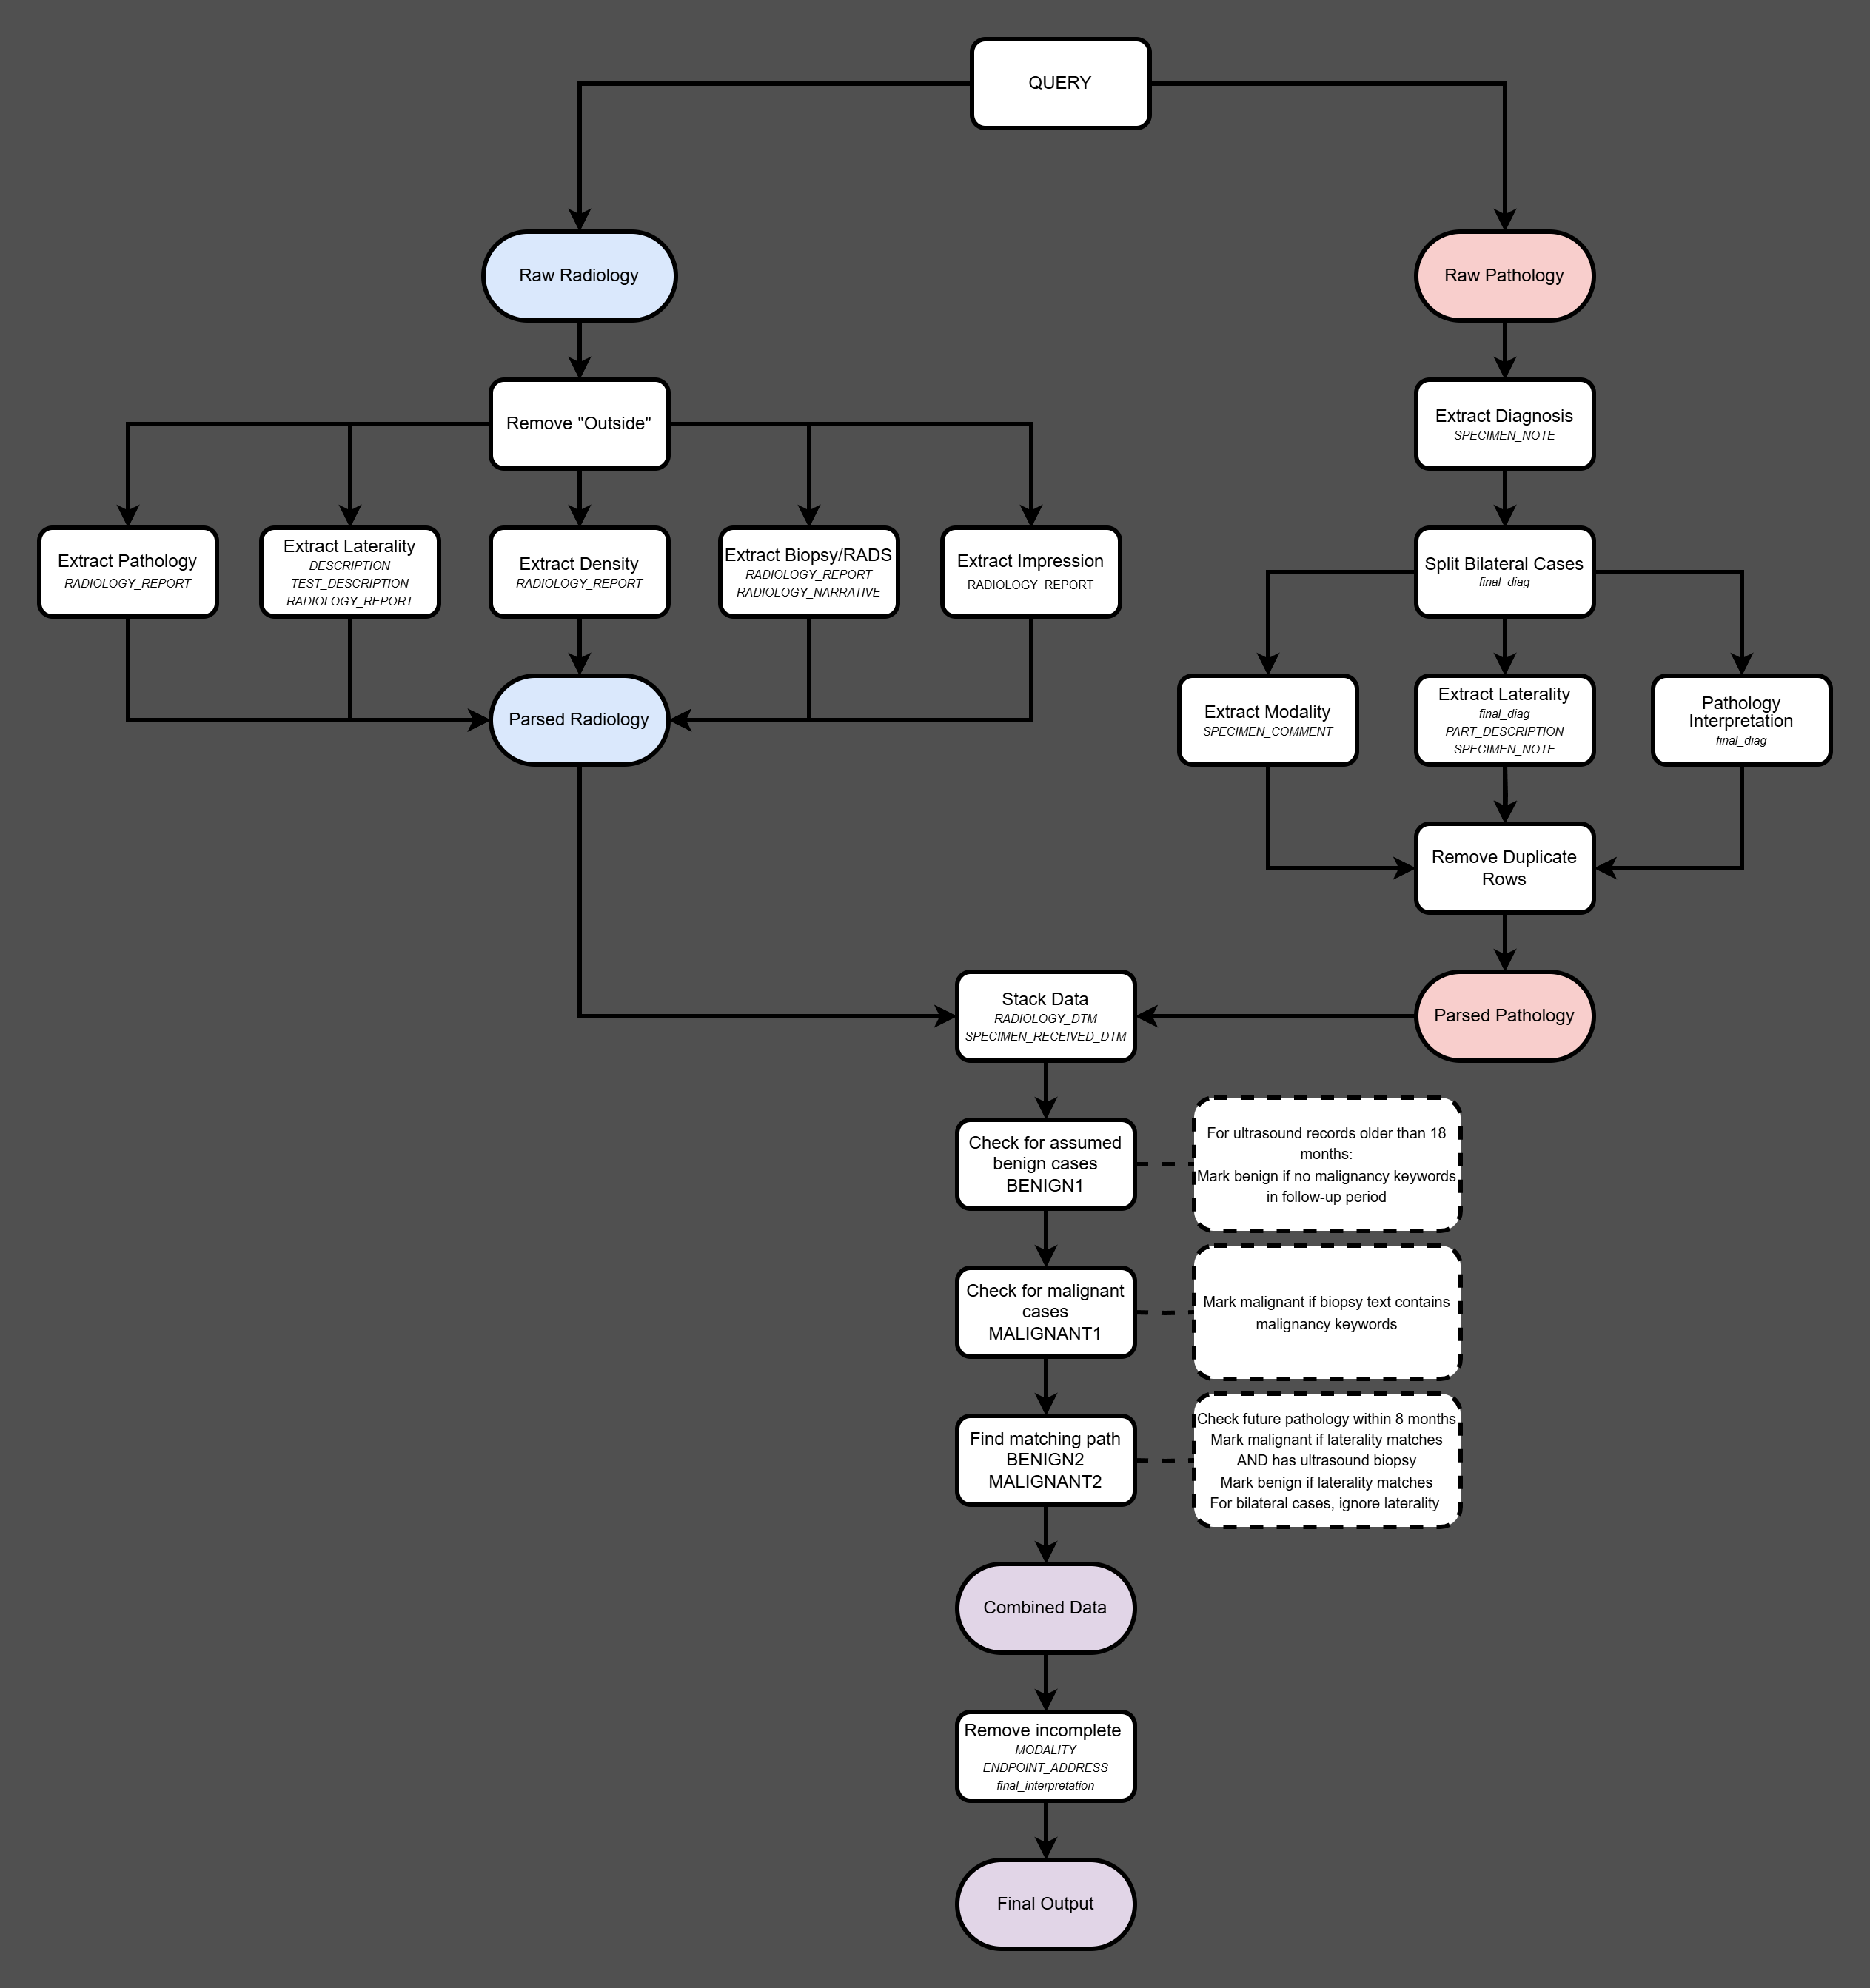 QUERY
Raw Radiology
Raw Pathology
Remove "Outside"
Extract Diagnosis
SPECIMEN_NOTE
Extract Pathology
RADIOLOGY_REPORT
Extract Laterality
DESCRIPTION
TEST_DESCRIPTION
RADIOLOGY_REPORT
Extract Density
RADIOLOGY_REPORT
Extract Biopsy/RADS
RADIOLOGY_REPORT
RADIOLOGY_NARRATIVE
Extract Impression
RADIOLOGY_REPORT
Split Bilateral Cases
final_diag
Parsed Radiology
Extract Modality
SPECIMEN_COMMENT
Extract Laterality
final_diag
PART_DESCRIPTION
SPECIMEN_NOTE
Pathology
Interpretation
final_diag
Remove Duplicate
Rows
Stack Data
RADIOLOGY_DTM
SPECIMEN_RECEIVED_DTM
Parsed Pathology
Check for assumed
benign cases
BENIGN1
For ultrasound records older than 18
months:
Mark benign if no malignancy keywords
in follow-up period
Check for malignant
cases
MALIGNANT1
Mark malignant if biopsy text contains
malignancy keywords
Find matching path
BENIGN2
MALIGNANT2
Check future pathology within 8 months
Mark malignant if laterality matches
AND has ultrasound biopsy
Mark benign if laterality matches
For bilateral cases, ignore laterality
Combined Data
Remove incomplete
MODALITY
ENDPOINT_ADDRESS
final_interpretation
Final Output